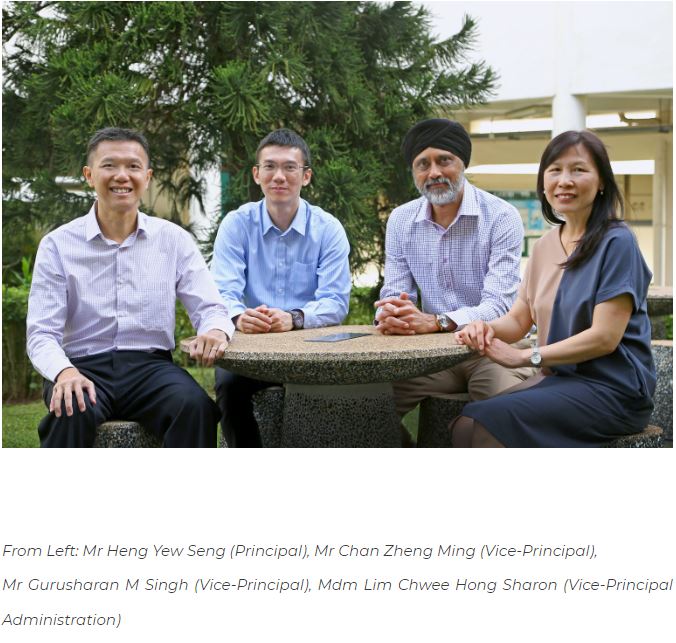 From Left: Mr Heng Yew Seng (Principal), Mr Chan Zheng Ming (Vice-Principal),
Mr Gurusharan M Singh (Vice-Principal), Mdm Lim Chwee Hong Sharon (Vice-Principal
Administration)